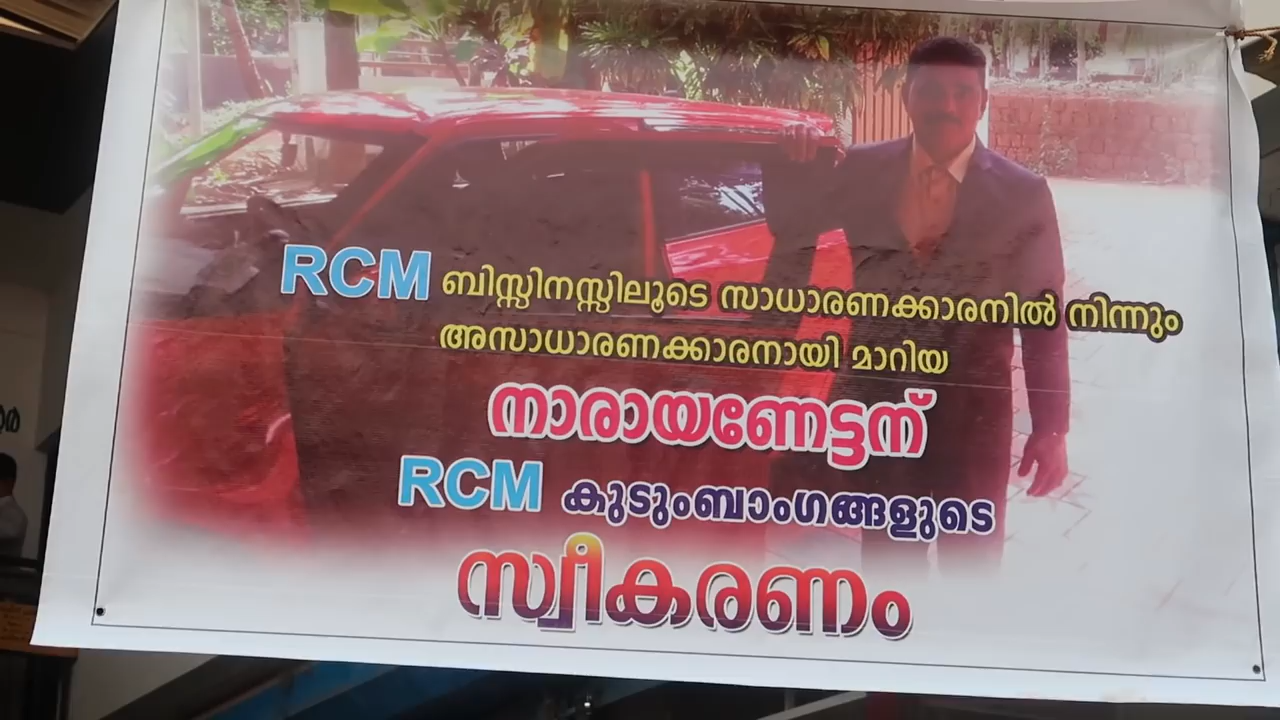 RCM ബിസ്സിനസ്സിലൂടെ സാധാരണക്കാരനിൽ നിന്നും
അസാധാരണക്കാരനായി മാറിയ
നാരായണേട്ടന്
RCM കുടുംബാംഗങ്ങളുടെ
സ്വീകരണം